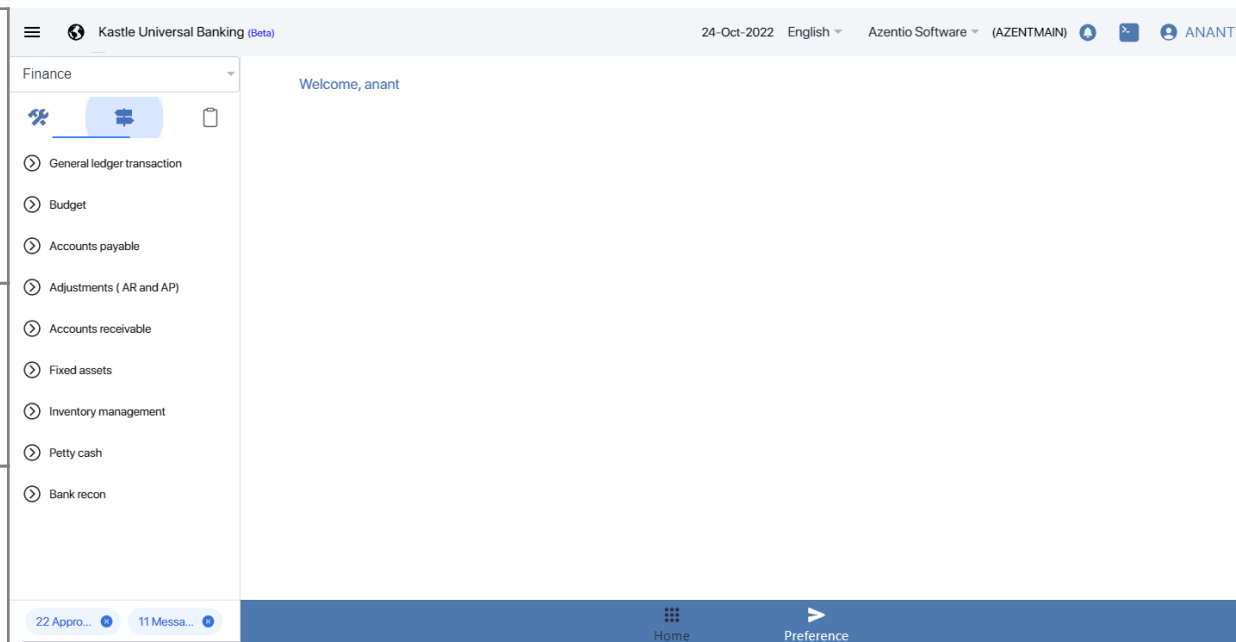 Kastle Universal Banking (Beta) 24-Oct-2022 English Azentio Software (AZENTMAIN) ANANT
Finance
Welcome, anant
General ledger transaction
Budget
Accounts payable
Adjustments ( AR and AP)
Accounts receivable
Fixed assets
Inventory management
Petty cash
Bank recon
22 Appro... 11 Messa...
Home Preference